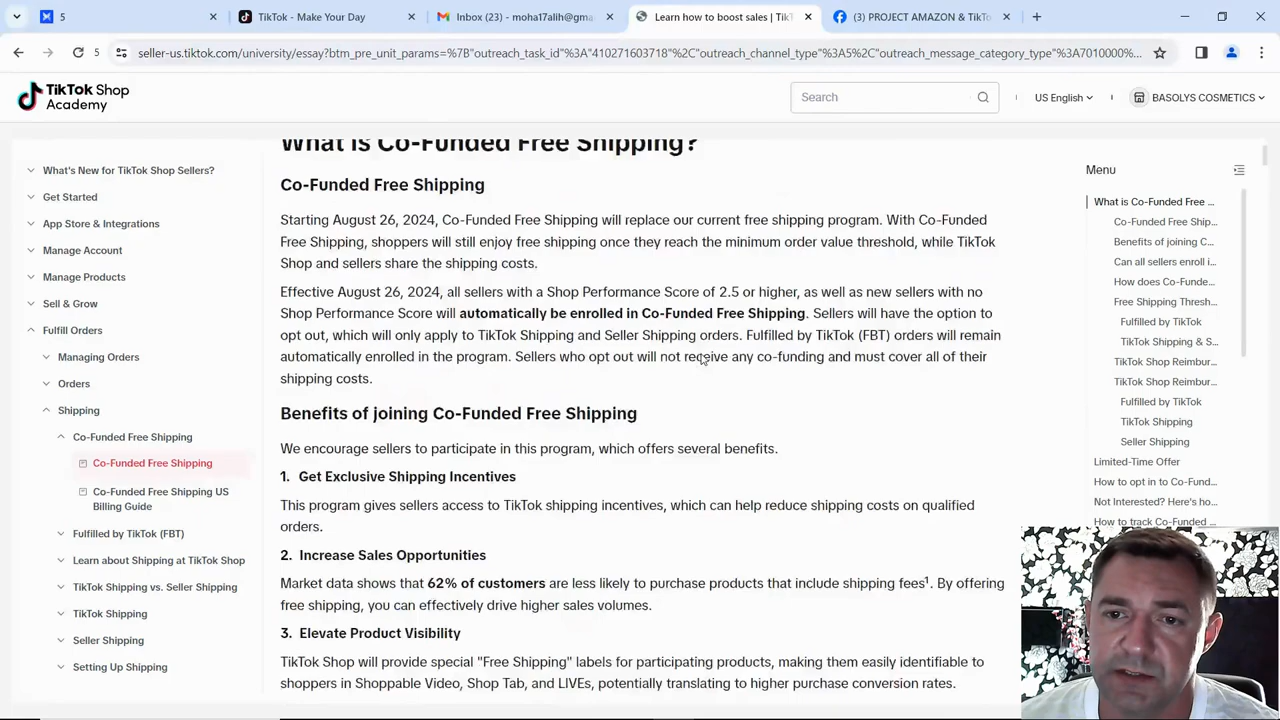 5
TikTok - Make Your Day
Inbox (23) - moha17alih@gma
Learn how to boost sales | TikT
(3) PROJECT AMAZON & TikTo
5
seller-us.tiktok.com/university/essay?btm_pre_unit_params=%7B"outreach_task_id%3A"410271603718"%2C"outreach_channel_type%3A5%2C"outreach_message_category_type"%3A7010000%...
TikTok Shop
Academy
Search
US English
BASOLYS COSMETICS
What's New for TikTok Shop Sellers?
Get Started
App Store & Integrations
Manage Account
Manage Products
Sell & Grow
Fulfill Orders
Managing Orders
Orders
Shipping
Co-Funded Free Shipping
Co-Funded Free Shipping
Co-Funded Free Shipping US
Billing Guide
Fulfilled by TikTok (FBT)
Learn about Shipping at TikTok Shop
TikTok Shipping vs. Seller Shipping
TikTok Shipping
Seller Shipping
Setting Up Shipping
What is Co-Funded Free Shipping?
Co-Funded Free Shipping
Starting August 26, 2024, Co-Funded Free Shipping will replace our current free shipping program. With Co-Funded
Free Shipping, shoppers will still enjoy free shipping once they reach the minimum order value threshold, while TikTok
Shop and sellers share the shipping costs.
Effective August 26, 2024, all sellers with a Shop Performance Score of 2.5 or higher, as well as new sellers with no
Shop Performance Score will automatically be enrolled in Co-Funded Free Shipping. Sellers will have the option to
opt out, which will only apply to TikTok Shipping and Seller Shipping orders. Fulfilled by TikTok (FBT) orders will remain
automatically enrolled in the program. Sellers who opt out will not receive any co-funding and must cover all of their
shipping costs.
Benefits of joining Co-Funded Free Shipping
We encourage sellers to participate in this program, which offers several benefits.
1. Get Exclusive Shipping Incentives
This program gives sellers access to TikTok shipping incentives, which can help reduce shipping costs on qualified
orders.
2. Increase Sales Opportunities
Market data shows that 62% of customers are less likely to purchase products that include shipping fees¹. By offering
free shipping, you can effectively drive higher sales volumes.
3. Elevate Product Visibility
TikTok Shop will provide special "Free Shipping" labels for participating products, making them easily identifiable to
shoppers in Shoppable Video, Shop Tab, and LIVEs, potentially translating to higher purchase conversion rates.
Menu
What is Co-Funded Free ...
Co-Funded Free Ship...
Benefits of joining C...
Can all sellers enroll i...
How does Co-Funde...
Free Shipping Thresh...
Fulfilled by TikTok
TikTok Shipping & S...
TikTok Shop Reimbur...
TikTok Shop Reimbur...
Fulfilled by TikTok
TikTok Shipping
Seller Shipping
Limited-Time Offer
How to opt in to Co-Fund...
Not Interested? Here's ho...
How to track Co-Funded ...